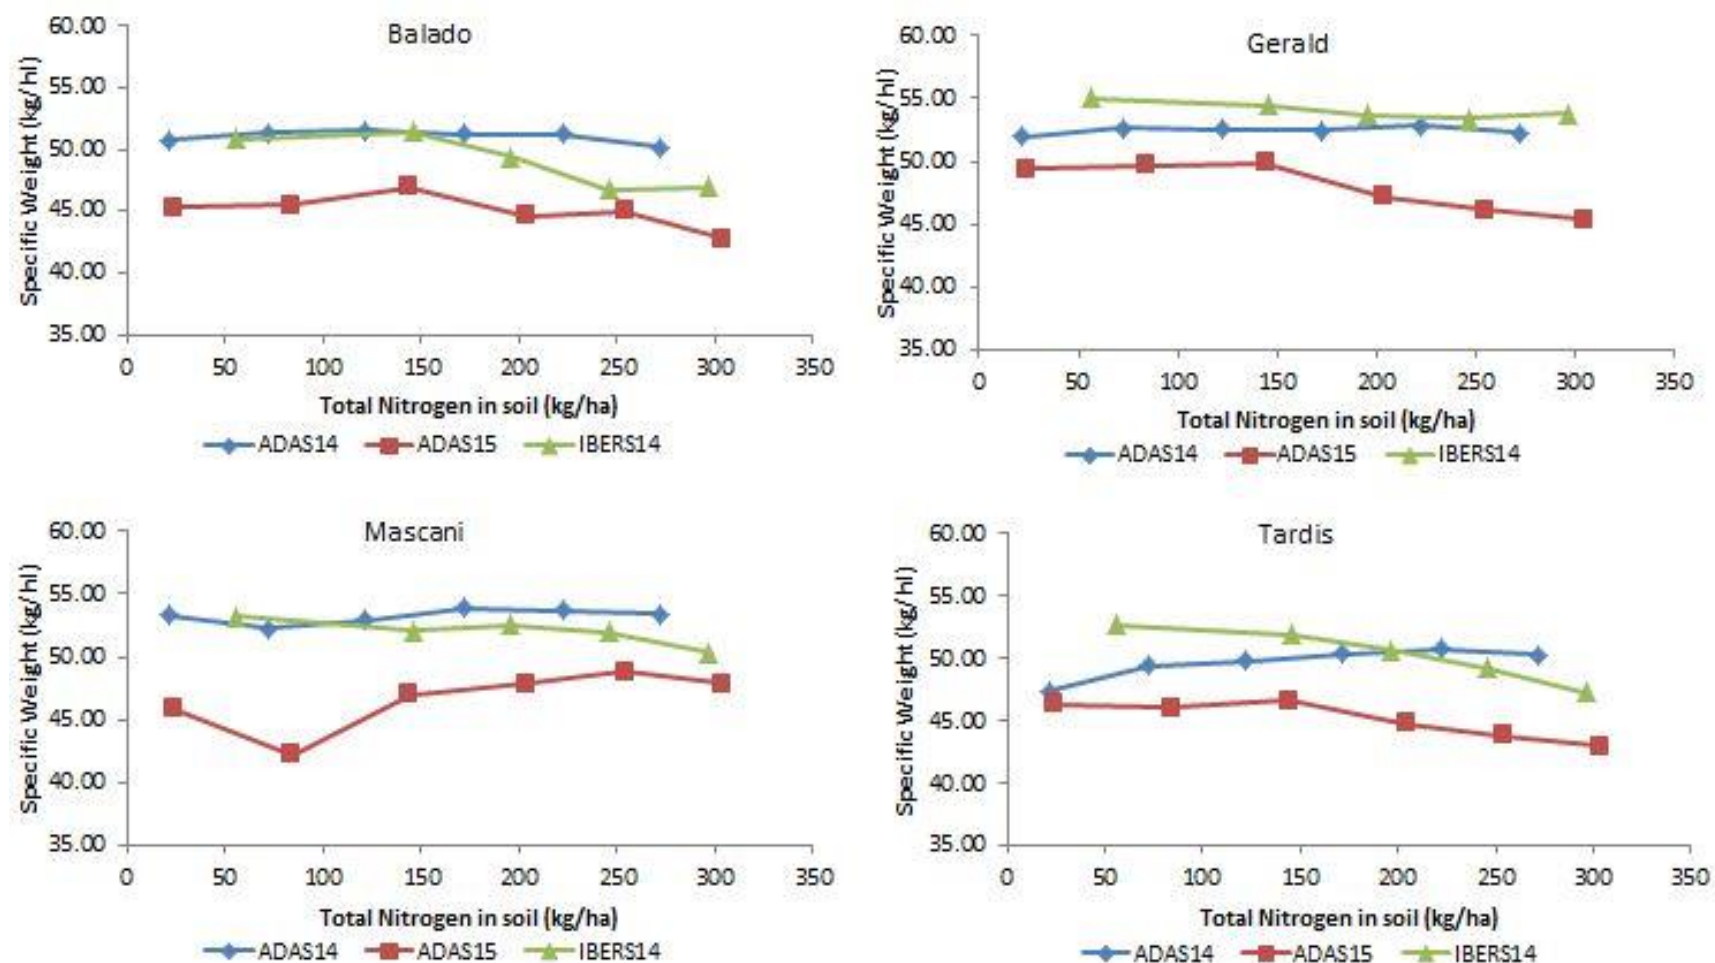 Balado
Specific Weight (kg/hl)
60.00
55.00
50.00
45.00
40.00
35.00
0 50 100 150 200 250 300 350
Total Nitrogen in soil (kg/ha)
ADAS14 ADAS15 IBERS14
Gerald
Specific Weight (kg/hl)
60.00
55.00
50.00
45.00
40.00
35.00
0 50 100 150 200 250 300 350
Total Nitrogen in soil (kg/ha)
ADAS14 ADAS15 IBERS14
Mascani
Specific Weight (kg/hl)
60.00
55.00
50.00
45.00
40.00
35.00
0 50 100 150 200 250 300 350
Total Nitrogen in soil (kg/ha)
ADAS14 ADAS15 IBERS14
Tardis
Specific Weight (kg/hl)
60.00
55.00
50.00
45.00
40.00
35.00
0 50 100 150 200 250 300 350
Total Nitrogen in soil (kg/ha)
ADAS14 ADAS15 IBERS14